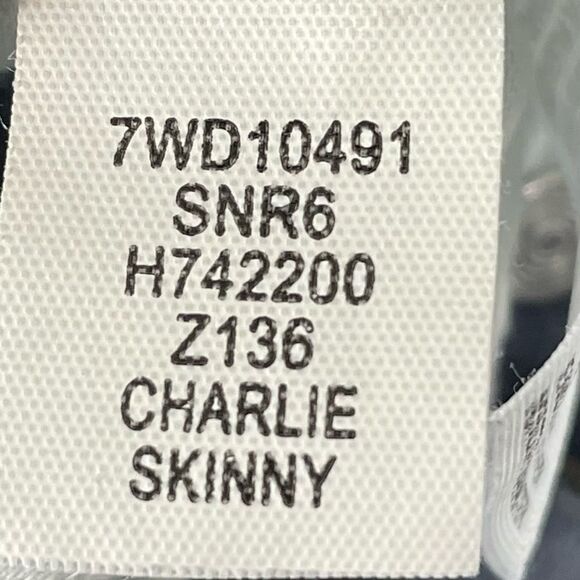 7WD10491
SNR6
H742200
Z136
CHARLIE
SKINNY